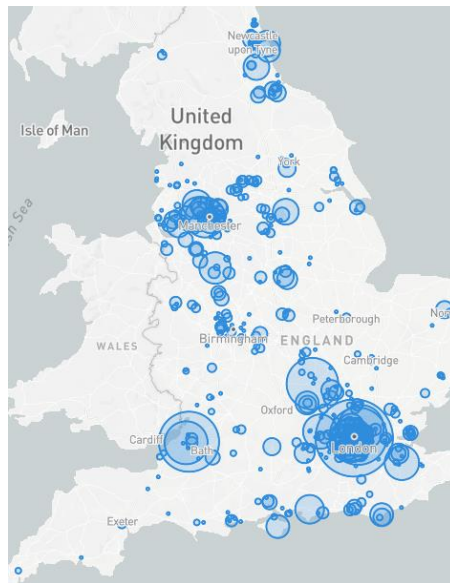 Newcastle
upon Tyne
United
Kingdom
Isle of Man
York
Manchester
Peterborough
Birmingham
ENGLAND
WALES
Cambridge
Oxford
Cardiff
Bath
London
Exeter